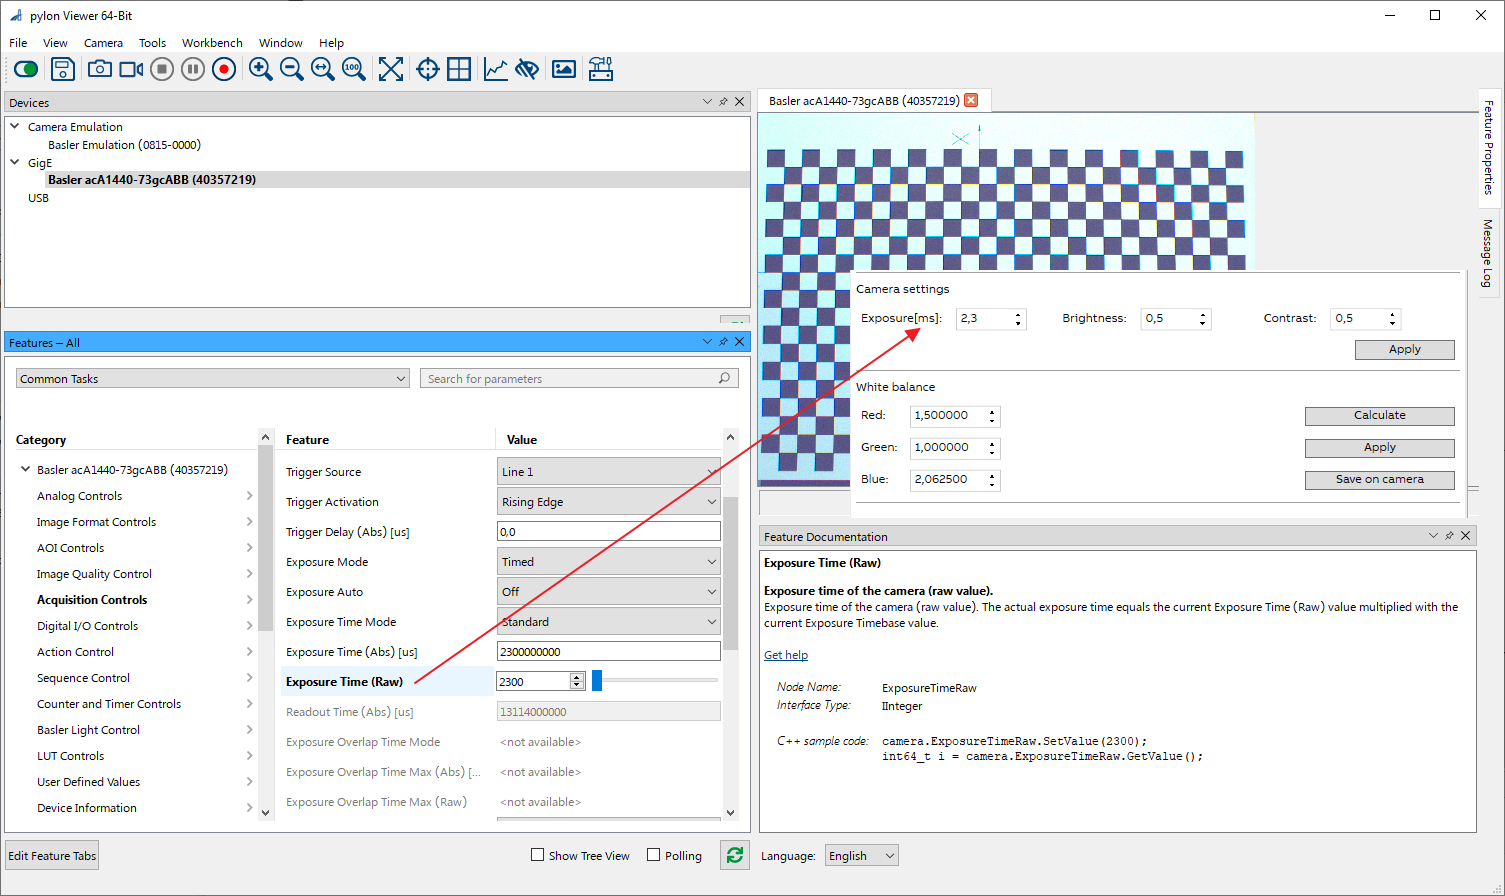 pylon Viewer 64-Bit
File View Camera Tools Workbench Window Help
100
Devices
Camera Emulation
Basler Emulation (0815-0000)
GigE
Basler acA1440-73gcABB (40357219)
USB
Features – All
Common Tasks
Search for parameters
Category
Basler acA1440-73gcABB (40357219)
Analog Controls
Image Format Controls
AOI Controls
Image Quality Control
Acquisition Controls
Digital I/O Controls
Action Control
Sequence Control
Counter and Timer Controls
Basler Light Control
LUT Controls
User Defined Values
Device Information
Feature Value
Trigger Source Line 1
Trigger Activation Rising Edge
Trigger Delay (Abs) [us] 0,0
Exposure Mode Timed
Exposure Auto Off
Exposure Time Mode Standard
Exposure Time (Abs) [us] 2300000000
Exposure Time (Raw) 2300
Readout Time (Abs) [us] 13114000000
Exposure Overlap Time Mode <not available>
Exposure Overlap Time Max (Abs) [... <not available>
Exposure Overlap Time Max (Raw) <not available>
Edit Feature Tabs
Show Tree View Polling
Basler acA1440-73gcABB (40357219)
Camera settings
Exposure[ms]: 2,3 Brightness: 0,5 Contrast: 0,5
Apply
White balance
Red: 1,500000 Calculate
Green: 1,000000 Apply
Blue: 2,062500 Save on camera
Feature Documentation
Exposure Time (Raw)
Exposure time of the camera (raw value).
Exposure time of the camera (raw value). The actual exposure time equals the current Exposure Time (Raw) value multiplied with the
current Exposure Timebase value.
Get help
Node Name: ExposureTimeRaw
Interface Type: IInteger
C++ sample code: camera.ExposureTimeRaw.SetValue(2300);
int64_t i = camera.ExposureTimeRaw.GetValue();
Language: English
Feature Properties
Message Log